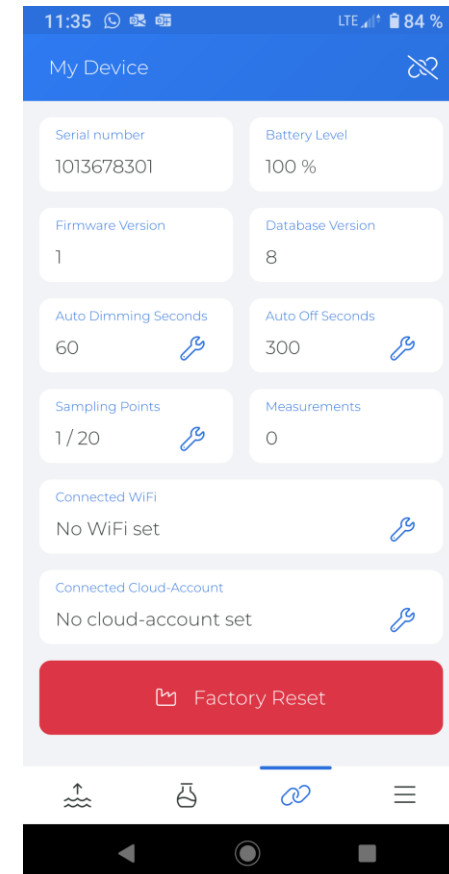 11:35 LTE 84 %
My Device
Serial number
1013678301
Battery Level
100 %
Firmware Version
1
Database Version
8
Auto Dimming Seconds
60
Auto Off Seconds
300
Sampling Points
1 / 20
Measurements
0
Connected WiFi
No WiFi set
Connected Cloud-Account
No cloud-account set
Factory Reset